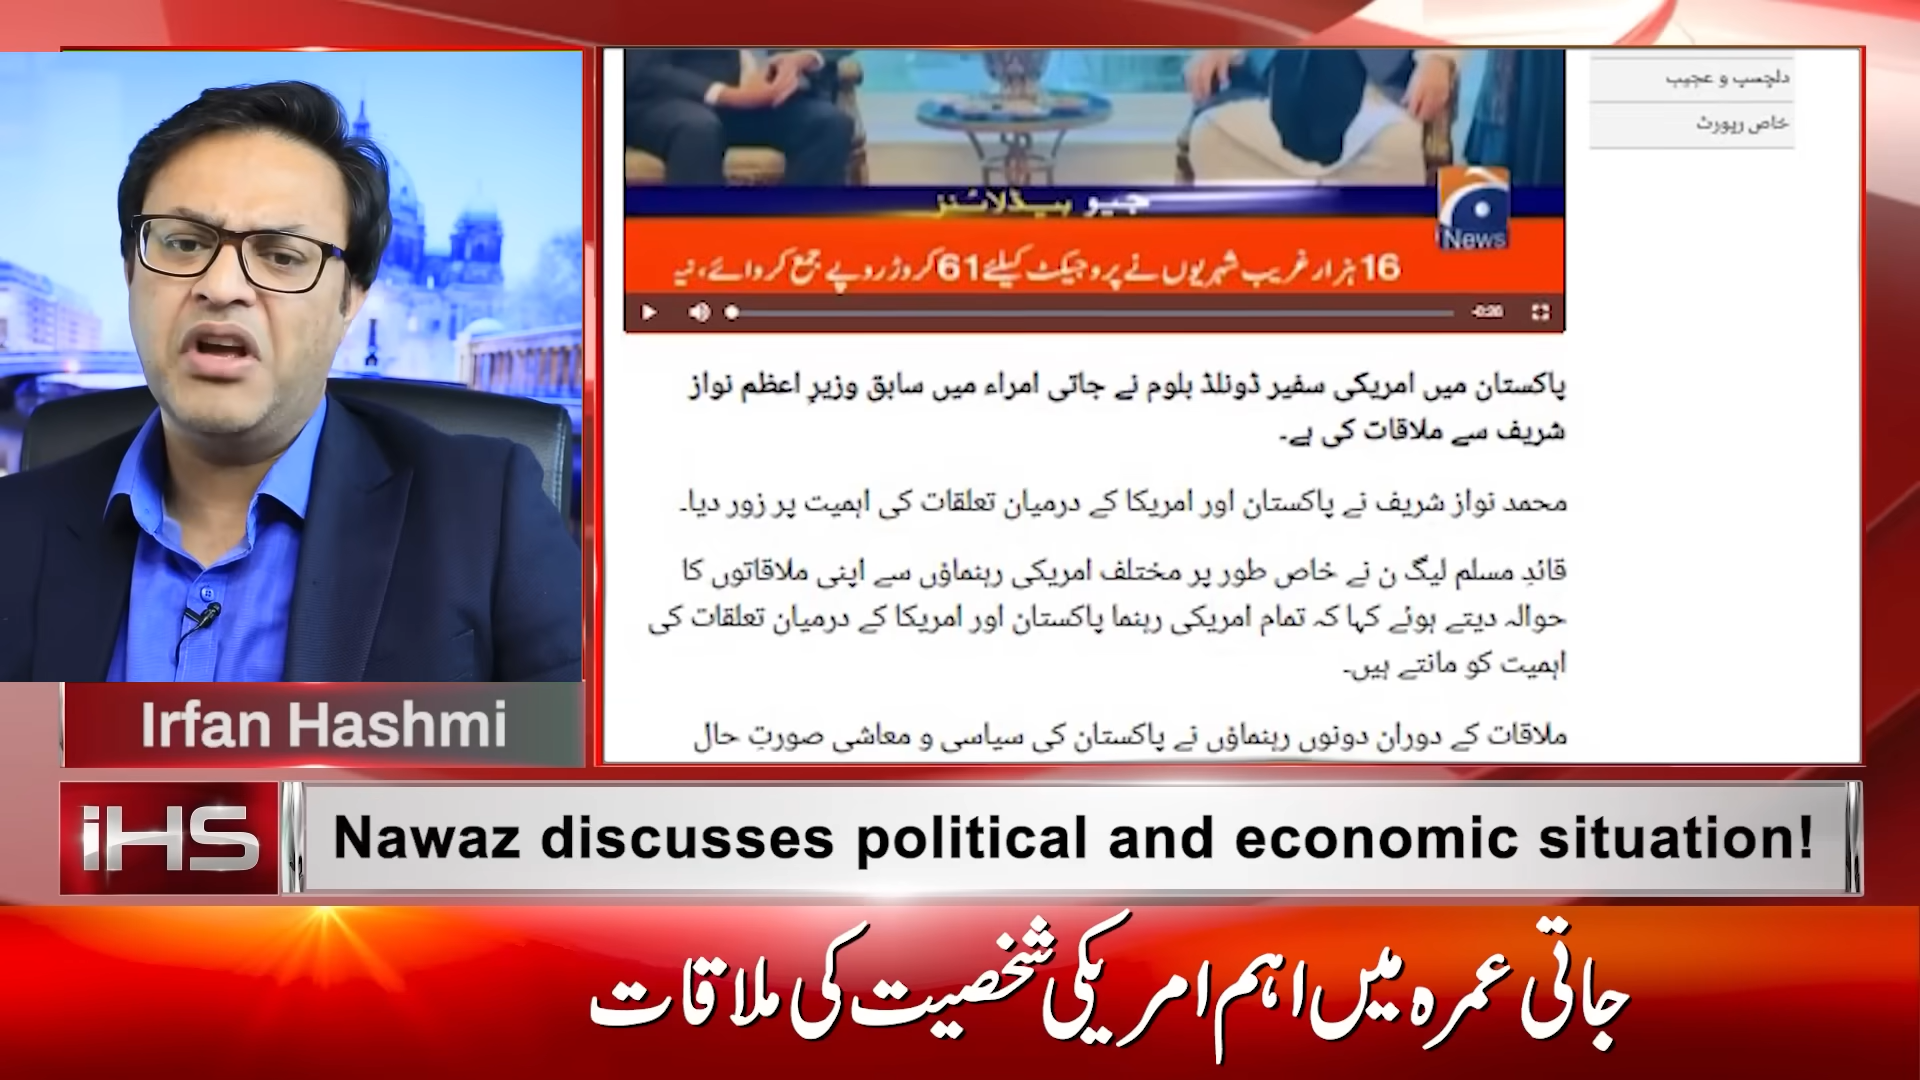 دلچسپ و عجیب
خاص رپورٹ
جیو ہیڈلائنز
News
16 ہزار غریب شہریوں نے پروجیکٹ کیلئے 61 کروڑ روپے جمع کروائے، نیب
-0:36
پاکستان میں امریکی سفیر ڈونلڈ بلوم نے جاتی امراء میں سابق وزیرِ اعظم نواز
شریف سے ملاقات کی ہے۔
محمد نواز شریف نے پاکستان اور امریکا کے درمیان تعلقات کی اہمیت پر زور دیا۔
قائدِ مسلم لیگ ن نے خاص طور پر مختلف امریکی رہنماؤں سے اپنی ملاقاتوں کا
حوالہ دیتے ہوئے کہا کہ تمام امریکی رہنما پاکستان اور امریکا کے درمیان تعلقات کی
اہمیت کو مانتے ہیں۔
ملاقات کے دوران دونوں رہنماؤں نے پاکستان کی سیاسی و معاشی صورتِ حال
Irfan Hashmi
iHS
Nawaz discusses political and economic situation!
جاتی عمرہ میں اہم امریکی شخصیت کی ملاقات